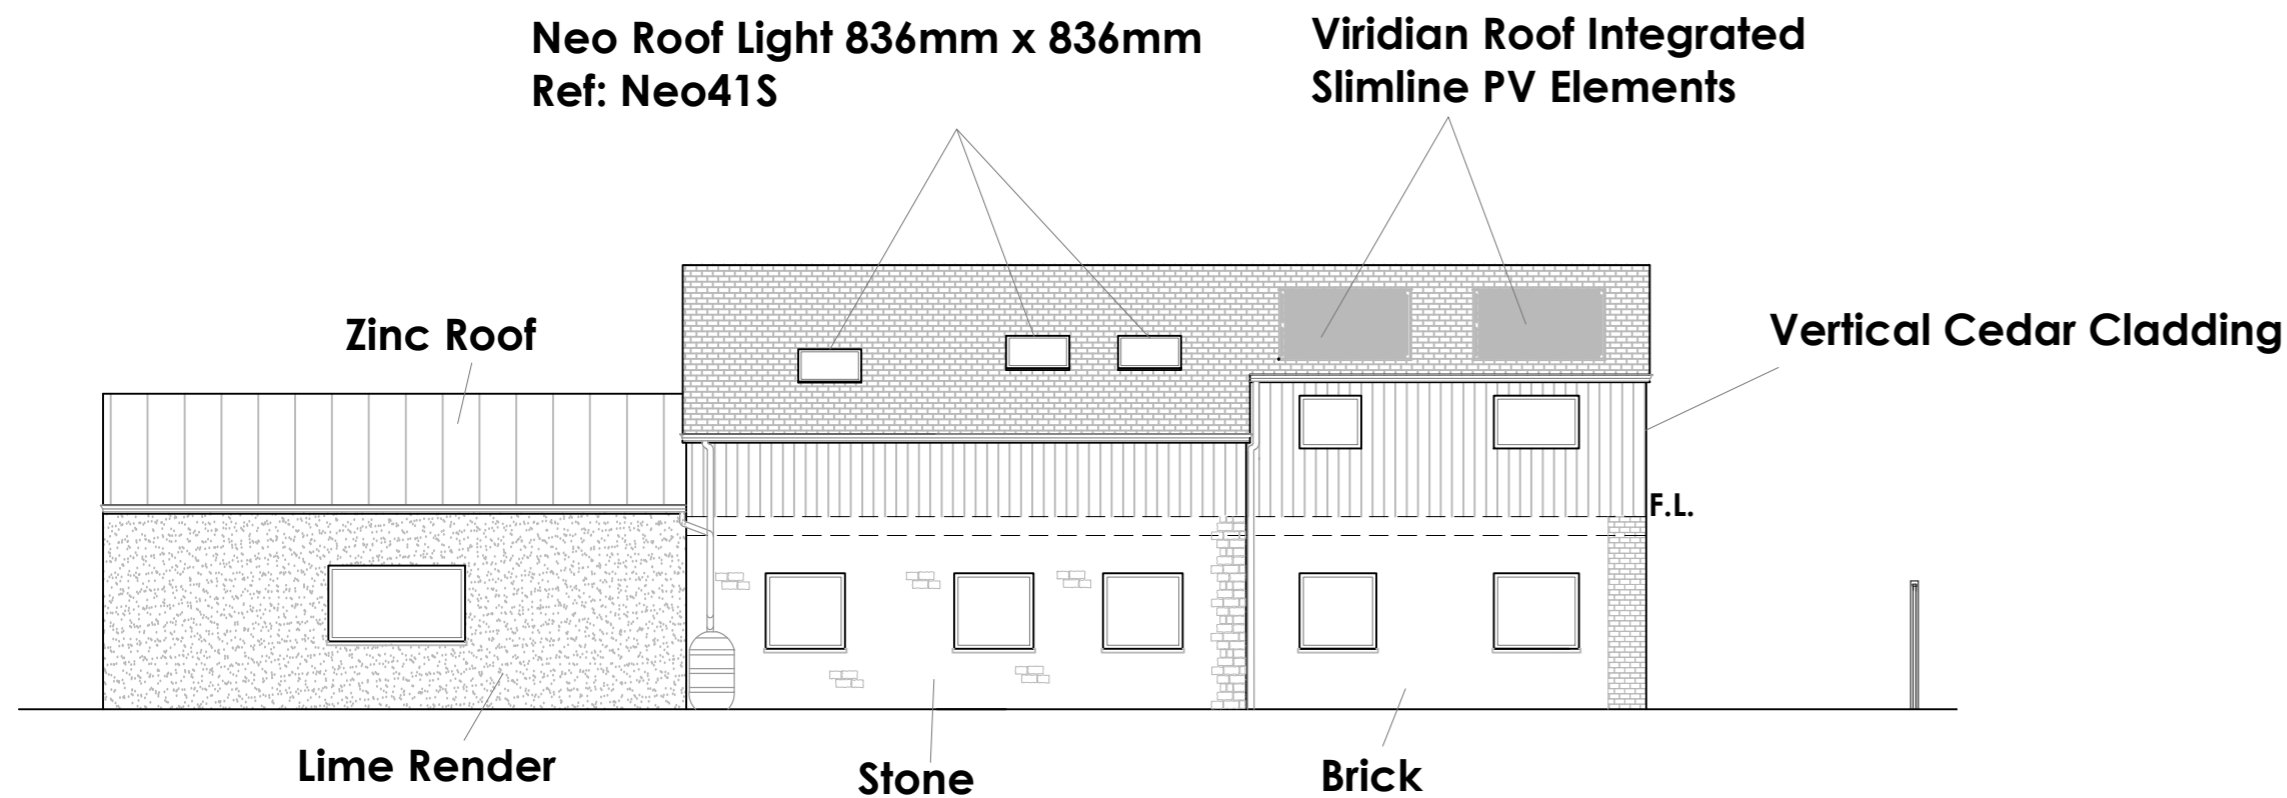 Neo Roof Light 836mm x 836mm
Ref: Neo41S
Viridian Roof Integrated
Slimline PV Elements
Zinc Roof
Vertical Cedar Cladding
F.L.
Lime Render
Stone
Brick